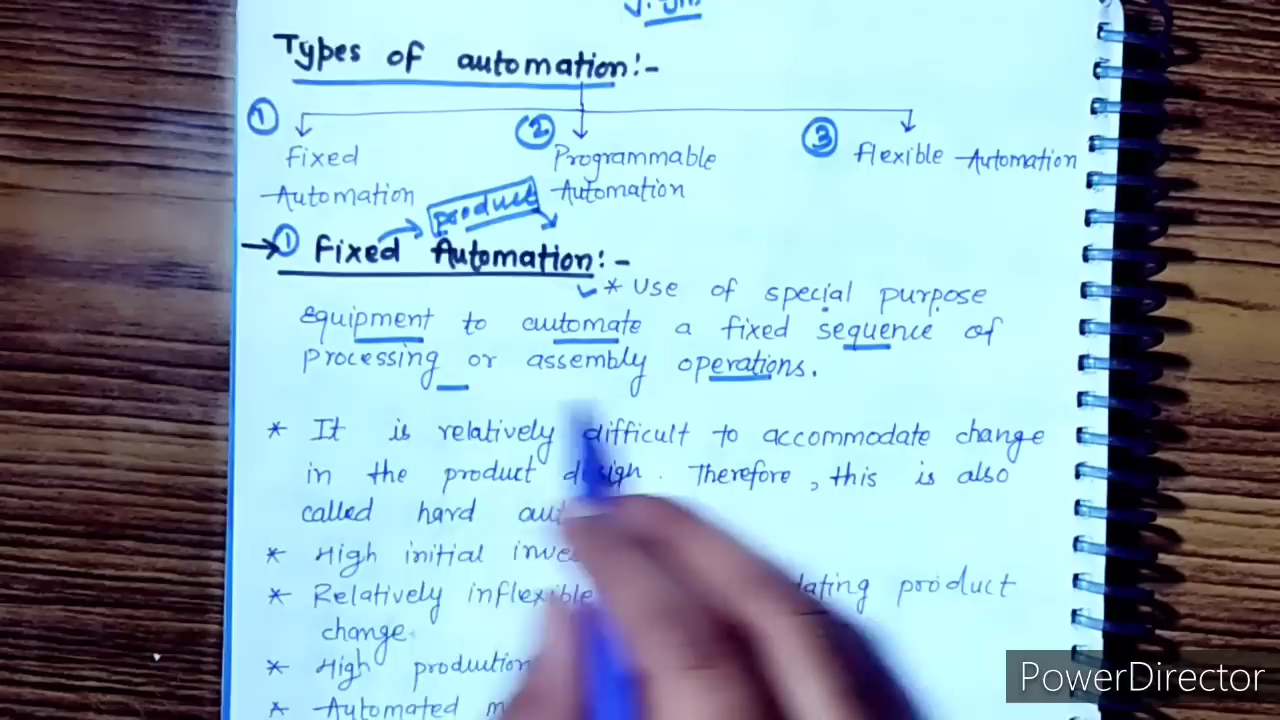 Types of automation:-
① ② ③
Fixed Programmable Flexible Automation
Automation Automation
product
→ ① Fixed Automation:-
* Use of special purpose
equipment to automate a fixed sequence of
processing or assembly operations.
* It is relatively difficult to accommodate change
in the product design. Therefore, this is also
called hard
* High initial
* Relatively inflexible product
change.
* High production
* Automated
PowerDirector